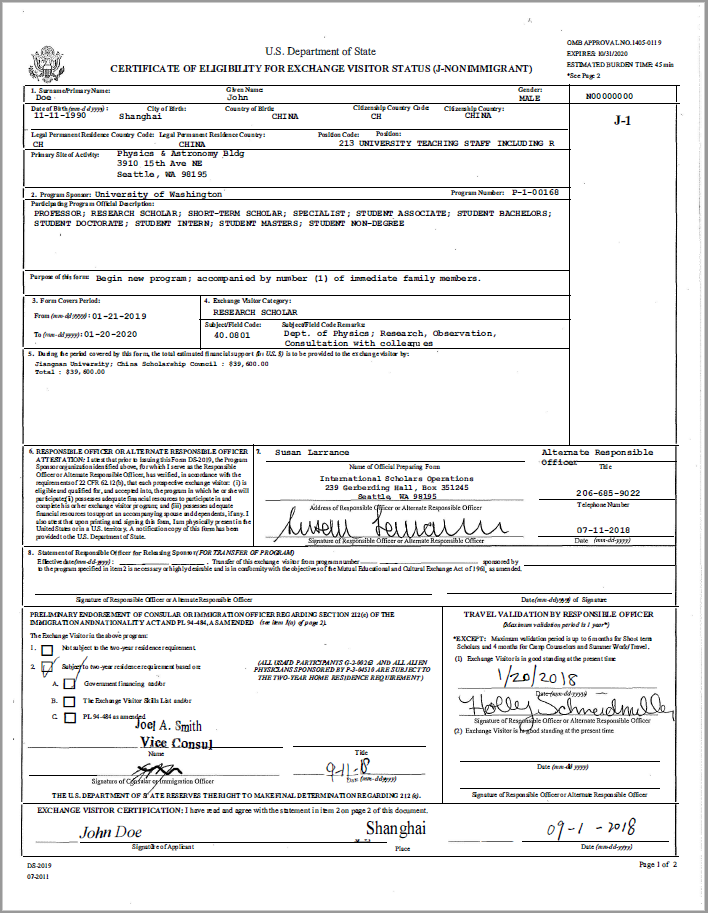 OMB APPROVAL NO.1405-0119
EXPIRES: 10/31/2020
ESTIMATED BURDEN TIME: 45 min
*See Page 2
U.S. Department of State
CERTIFICATE OF ELIGIBILITY FOR EXCHANGE VISITOR STATUS (J-NONIMMIGRANT)
1. Surname/Primary Name: Given Name Gender:
Doe John MALE
N00000000
J-1
Date of Birth(mm-dd-yyyy): City of Birth: Country of Birth: Citizenship Country Code Citizenship Country:
11-11-1990 Shanghai CHINA CH CHINA
Legal Permanent Residence Country Code: Legal Permanent Residence Country: Position Code: Position:
CH CHINA 213 UNIVERSITY TEACHING STAFF INCLUDING R
Primary Site of Activity: Physics & Astronomy Bldg
3910 15th Ave NE
Seattle, WA 98195
2. Program Sponsor: University of Washington Program Number: P-1-00168
Participating Program Official Description:
PROFESSOR; RESEARCH SCHOLAR; SHORT-TERM SCHOLAR; SPECIALIST; STUDENT ASSOCIATE; STUDENT BACHELORS;
STUDENT DOCTORATE; STUDENT INTERN; STUDENT MASTERS; STUDENT NON-DEGREE
Purpose of this form: Begin new program; accompanied by number (1) of immediate family members.
3. Form Covers Period:
From (mm-dd-yyyy): 01-21-2019
To (mm-dd-yyyy): 01-20-2020
4. Exchange Visitor Category:
RESEARCH SCHOLAR
Subject/Field Code: Subject/Field Code Remarks:
40.0801 Dept. of Physics; Research, Observation,
Consultation with colleagues
5. During the period covered by this form, the total estimated financial support (in U.S. $) is to be provided to the exchange visitor by:
Jiangnan University; China Scholarship Council : $39,600.00
Total : $39,600.00
6. RESPONSIBLE OFFICER OR ALTERNATE RESPONSIBLE OFFICER
ATTESTATION: I attest that prior to issuing this Form DS-2019, the Program
Sponsor organization identified above, for which I serve as the Responsible
Officer or Alternate Responsible Officer, has verified, in accordance with the
requirements of 22 CFR 62.12(b), that each prospective exchange visitor: (i) is
eligible and qualified for, and accepted into, the program in which he or she will
participate;(ii) possesses adequate financial resources to participate in and
complete his or her exchange visitor program; and (iii) possesses adequate
financial resources to support an accompanying spouse and dependents, if any. I
also attest that upon printing and signing this form, I am physically present in the
United States or in a U.S. territory. A notification copy of this form has been
provided to the U.S. Department of State.
7. Susan Larrance
Name of Official Preparing Form
International Scholars Operations
239 Gerberding Hall, Box 351245
Seattle, WA 98195
Address of Responsible Officer or Alternate Responsible Officer
Signature of Responsible Officer or Alternate Responsible Officer
Alternate Responsible
Officer
Title
206-685-9022
Telephone Number
07-11-2018
Date (mm-dd-yyyy)
8. Statement of Responsible Officer for Releasing Sponsor (FOR TRANSFER OF PROGRAM)
Effective date(mm-dd-yyyy): . Transfer of this exchange visitor from program number sponsored by
to the program specified in item 2 is necessary or highly desirable and is in conformity with the objectives of the Mutual Educational and Cultural Exchange Act of 1961, as amended.
Signature of Responsible Officer or Alternate Responsible Officer Date(mm-dd-yyyy) of Signature
PRELIMINARY ENDORSEMENT OF CONSULAR OR IMMIGRATION OFFICER REGARDING SECTION 212(e) OF THE
IMMIGRATION AND NATIONALITY ACT AND PL 94-484, AS AMENDED (see item 1(a) of page 2).
The Exchange Visitor in the above program:
1. Not subject to the two-year residence requirement.
2. Subject to two-year residence requirement based on:
A. Government financing and/or
B. The Exchange Visitor Skills List and/or
C. PL 94-484 as amended
(ALL USAID PARTICIPANTS G-2-00263 AND ALL ALIEN
PHYSICIANS SPONSORED BY P-3-04510 ARE SUBJECT TO
THE TWO-YEAR HOME RESIDENCE REQUIREMENT)
Joel A. Smith
Vice Consul
Name Title
9-11-18
Signature of Consular or Immigration Officer Date (mm-dd-yyyy)
THE U.S. DEPARTMENT OF STATE RESERVES THE RIGHT TO MAKE FINAL DETERMINATION REGARDING 212 (e).
TRAVEL VALIDATION BY RESPONSIBLE OFFICER
(Maximum validation period is 1 year*)
*EXCEPT: Maximum validation period is up to 6 months for Short term
Scholars and 4 months for Camp Counselors and Summer Work/Travel.
(1) Exchange Visitor is in good standing at the present time
1/20/2018
Date (mm-dd-yyyy)
Holley Schmeidmiller
Signature of Responsible Officer or Alternate Responsible Officer
(2) Exchange Visitor is in good standing at the present time
Date (mm-dd-yyyy)
Signature of Responsible Officer or Alternate Responsible Officer
EXCHANGE VISITOR CERTIFICATION: I have read and agree with the statement in item 2 on page 2 of this document.
John Doe Shanghai 09-1-2018
Signature of Applicant Place Date (mm-dd-yyyy)
DS-2019
07-2011
Page 1 of 2